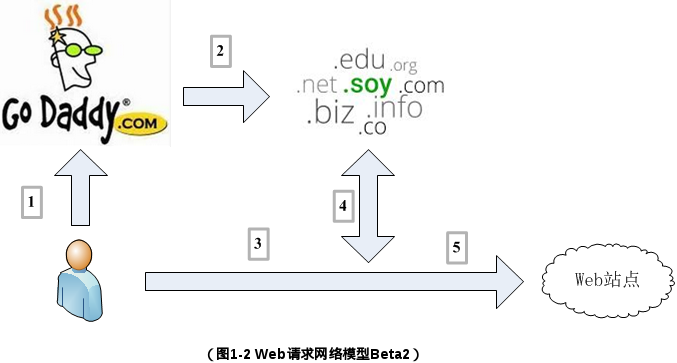 2
.edu .org
.net .soy .com
.biz .info
.co
Go Daddy®
.COM
1
4
3
5
Web站点
（图1-2 Web请求网络模型Beta2）